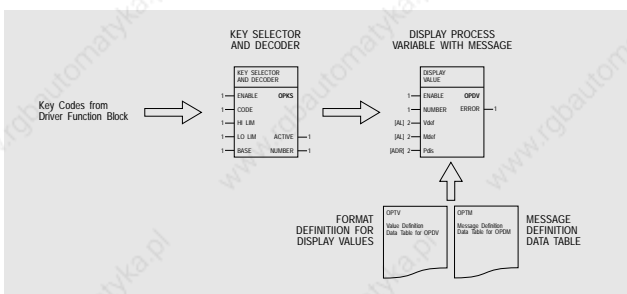 KEY SELECTOR
AND DECODER
DISPLAY PROCESS
VARIABLE WITH MESSAGE
Key Codes from
Driver Function Block
KEY SELECTOR
AND DECODER
1 ENABLE OPKS
1 CODE
1 HI LIM
1 LO LIM ACTIVE 1
1 BASE NUMBER 1
DISPLAY
VALUE
1 ENABLE OPDV
1 NUMBER ERROR 1
[AL] 2 Vdef
[AL] 2 Mdef
[ADR] 2 Pdis
FORMAT
DEFINITIION FOR
DISPLAY VALUES
OPTV
Value Definition
Data Table for OPDV
OPTM
Message Definition
Data Table for OPDM
MESSAGE
DEFINITION
DATA TABLE
www.rgbautomatyka.pl